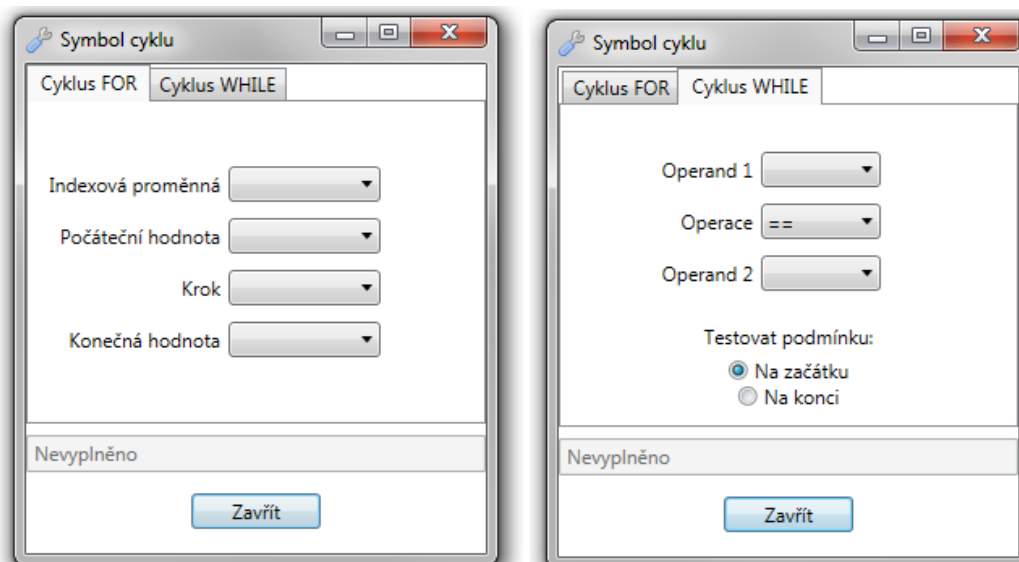 Symbol cyklu
Cyklus FOR Cyklus WHILE
Indexová proměnná
Počáteční hodnota
Krok
Konečná hodnota
Nevyplněno
Zavřít
Symbol cyklu
Cyklus FOR Cyklus WHILE
Operand 1
Operace ==
Operand 2
Testovat podmínku:
Na začátku
Na konci
Nevyplněno
Zavřít